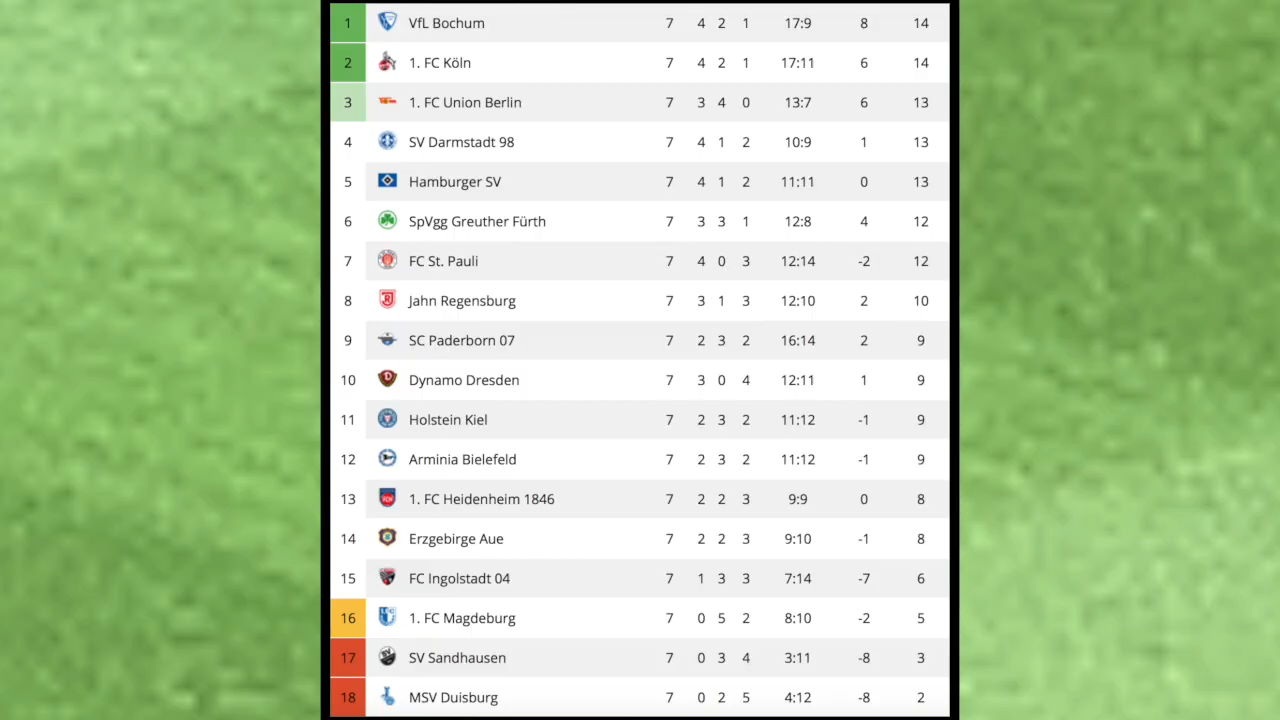 1 VfL Bochum 7 4 2 1 17:9 8 14
2 1. FC Köln 7 4 2 1 17:11 6 14
3 1. FC Union Berlin 7 3 4 0 13:7 6 13
4 SV Darmstadt 98 7 4 1 2 10:9 1 13
5 Hamburger SV 7 4 1 2 11:11 0 13
6 SpVgg Greuther Fürth 7 3 3 1 12:8 4 12
7 FC St. Pauli 7 4 0 3 12:14 -2 12
8 Jahn Regensburg 7 3 1 3 12:10 2 10
9 SC Paderborn 07 7 2 3 2 16:14 2 9
10 Dynamo Dresden 7 3 0 4 12:11 1 9
11 Holstein Kiel 7 2 3 2 11:12 -1 9
12 Arminia Bielefeld 7 2 3 2 11:12 -1 9
13 1. FC Heidenheim 1846 7 2 2 3 9:9 0 8
14 Erzgebirge Aue 7 2 2 3 9:10 -1 8
15 FC Ingolstadt 04 7 1 3 3 7:14 -7 6
16 1. FC Magdeburg 7 0 5 2 8:10 -2 5
17 SV Sandhausen 7 0 3 4 3:11 -8 3
18 MSV Duisburg 7 0 2 5 4:12 -8 2